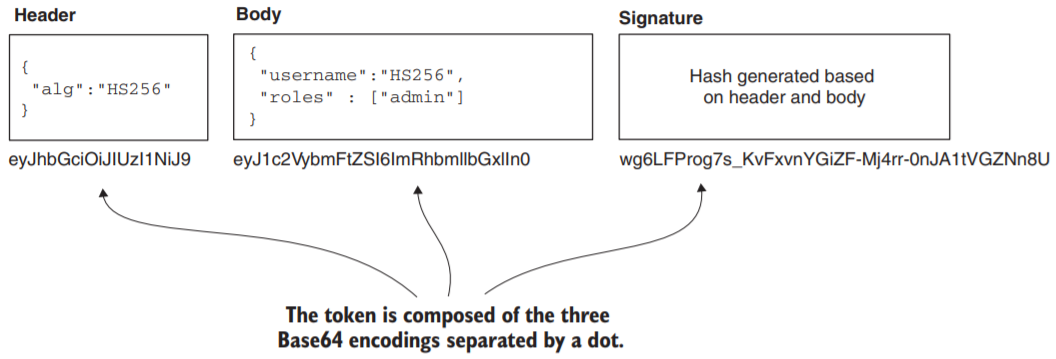 Header
Body
Signature
{
"alg":"HS256"
}
{
"username":"HS256",
"roles" : ["admin"]
}
Hash generated based
on header and body
eyJhbGciOiJIUzI1NiJ9
eyJ1c2VybmFtZSI6ImRhbmllbGxlIn0
wg6LFProg7s_KvFxvnYGiZF-Mj4rr-0nJA1tVGZNn8U
The token is composed of the three
Base64 encodings separated by a dot.